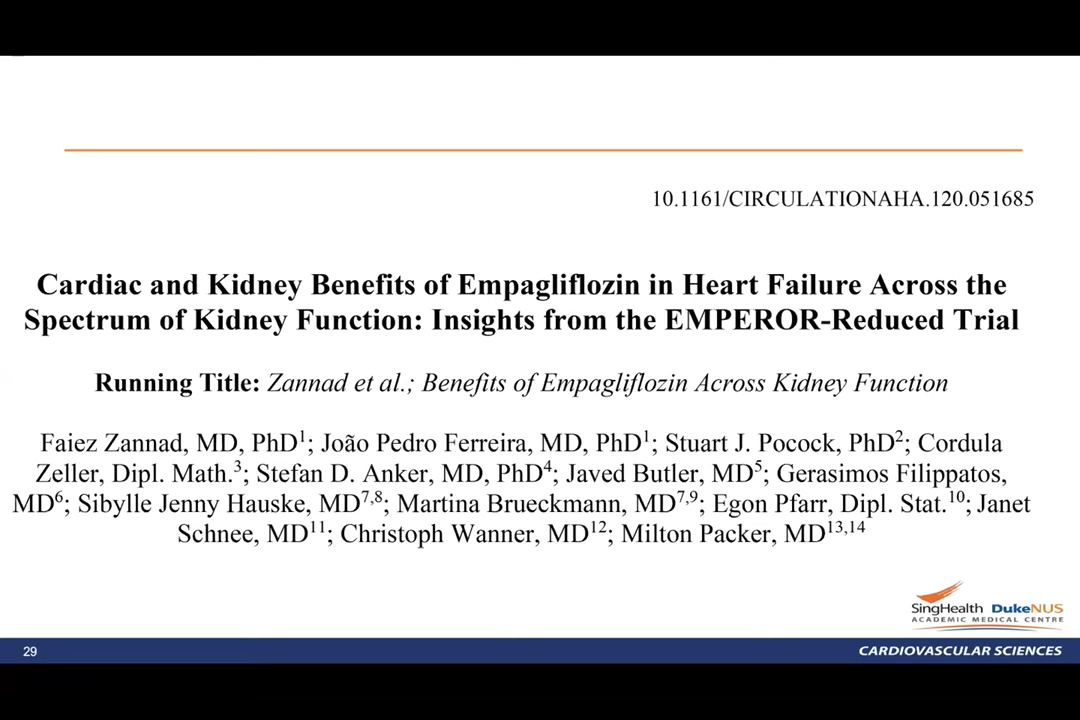 10.1161/CIRCULATIONAHA.120.051685
Cardiac and Kidney Benefits of Empagliflozin in Heart Failure Across the
Spectrum of Kidney Function: Insights from the EMPEROR-Reduced Trial
Running Title: Zannad et al.; Benefits of Empagliflozin Across Kidney Function
Faiez Zannad, MD, PhD1; João Pedro Ferreira, MD, PhD1; Stuart J. Pocock, PhD2; Cordula
Zeller, Dipl. Math.3; Stefan D. Anker, MD, PhD4; Javed Butler, MD5; Gerasimos Filippatos,
MD6; Sibylle Jenny Hauske, MD7,8; Martina Brueckmann, MD7,9; Egon Pfarr, Dipl. Stat.10; Janet
Schnee, MD11; Christoph Wanner, MD12; Milton Packer, MD13,14
SingHealth DukeNUS
ACADEMIC MEDICAL CENTRE
29
CARDIOVASCULAR SCIENCES